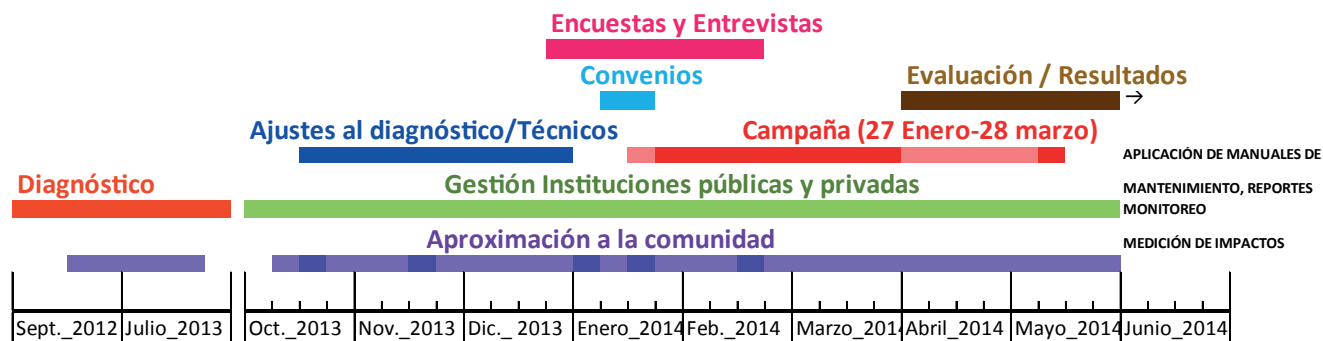 Encuestas y Entrevistas
Convenios
Evaluación / Resultados
→
Ajustes al diagnóstico/Técnicos
Campaña (27 Enero-28 marzo)
APLICACIÓN DE MANUALES DE
Diagnóstico
Gestión Instituciones públicas y privadas
MANTENIMIENTO, REPORTES
MONITOREO
Aproximación a la comunidad
MEDICIÓN DE IMPACTOS
Sept._2012 Julio_2013 Oct._2013 Nov._2013 Dic._2013 Enero_2014 Feb._2014 Marzo_2014 Abril_2014 Mayo_2014 Junio_2014